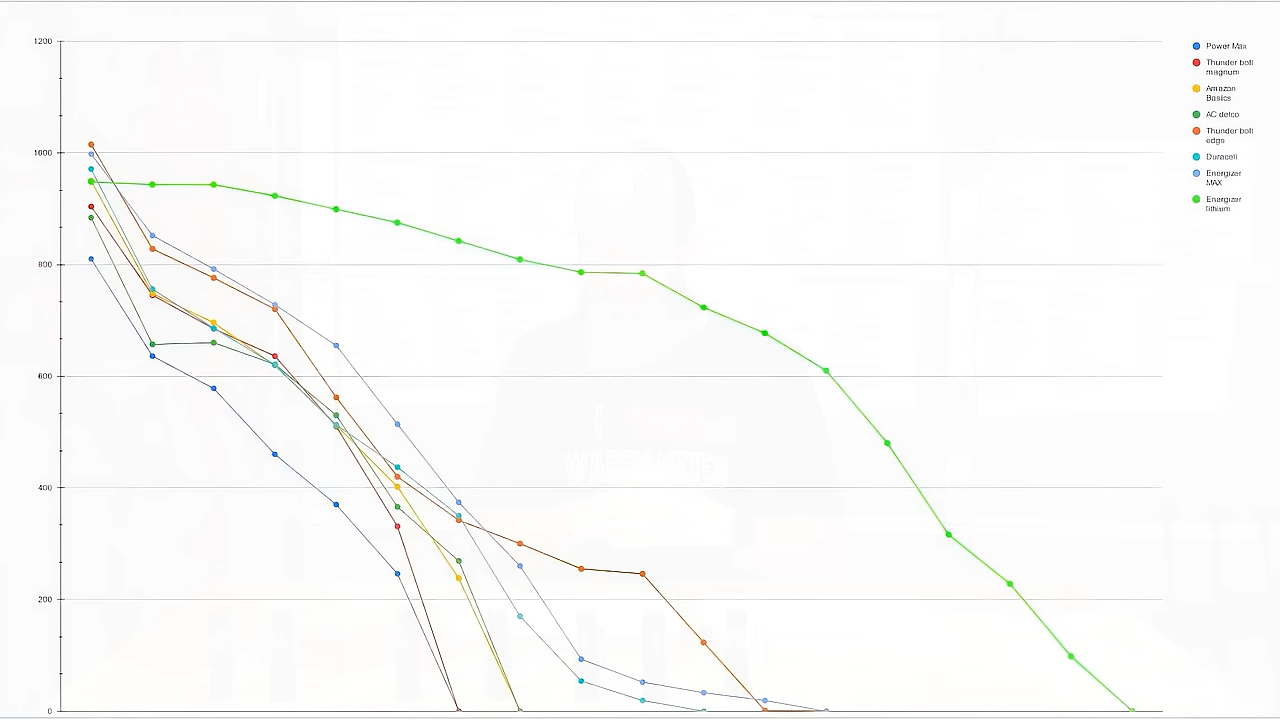 1200
1000
800
600
400
200
0
Power Max
Thunder bolt
magnum
Amazon
Basics
AC delco
Thunder bolt
edge
Duracell
Energizer
MAX
Energizer
lithium